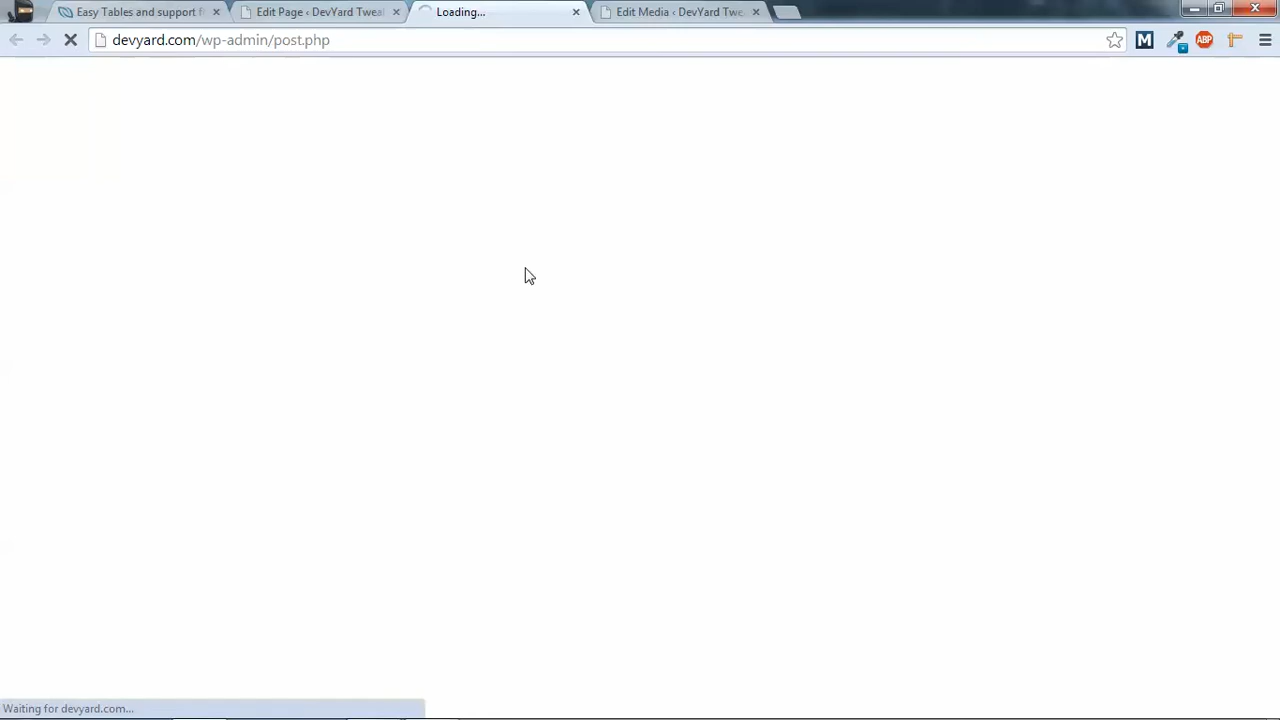 Easy Tables and support f
Edit Page ‹ DevYard Twea
Loading...
Edit Media ‹ DevYard Twe
devyard.com/wp-admin/post.php
M
ABP
Waiting for devyard.com...